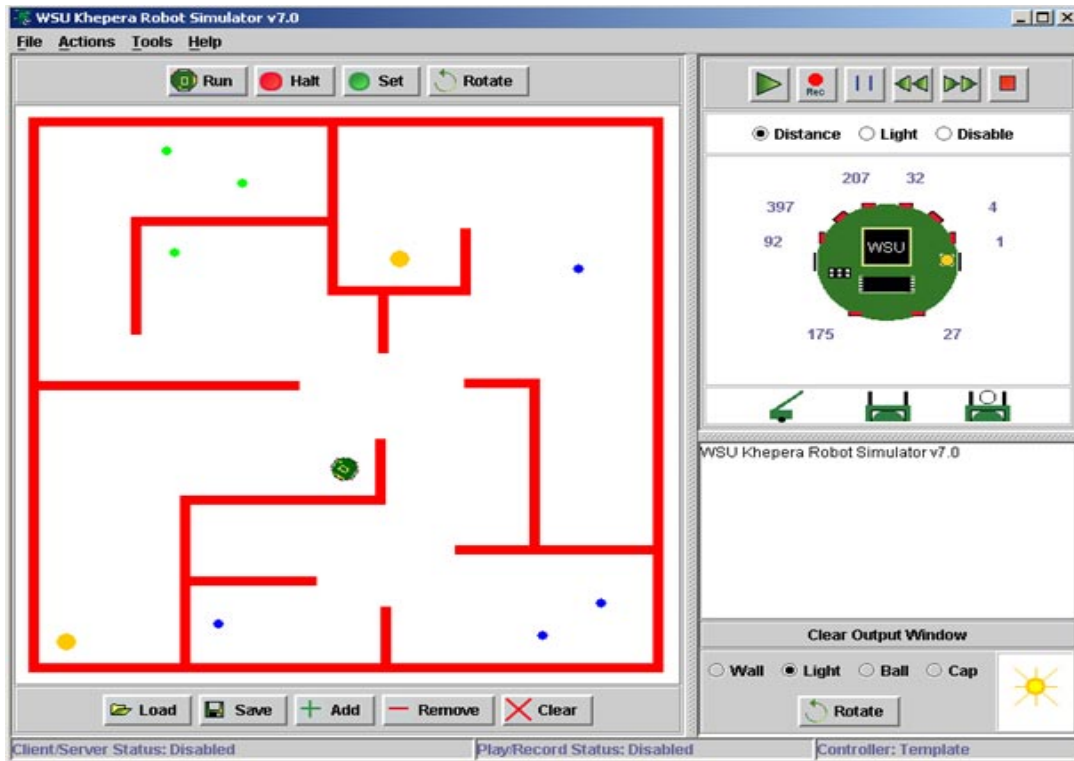 WSU Khepera Robot Simulator v7.0
File Actions Tools Help
Run Halt Set Rotate
Rec
Distance Light Disable
207 32
397 4
92 WSU 1
175 27
WSU Khepera Robot Simulator v7.0
Clear Output Window
Wall Light Ball Cap
Rotate
Load Save Add Remove Clear
Client/Server Status: Disabled Play/Record Status: Disabled Controller: Template